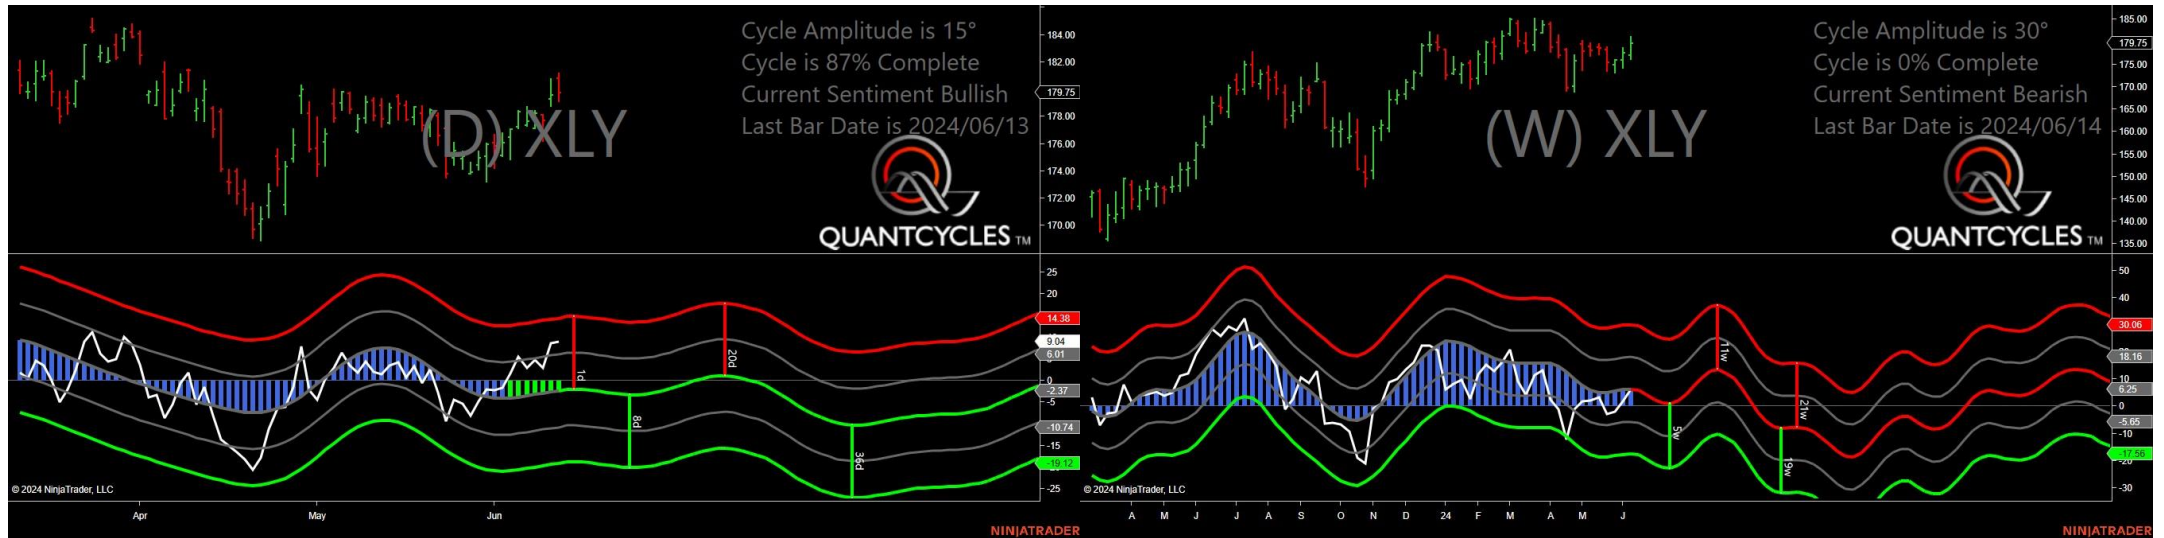 Cycle Amplitude is 15°
Cycle is 87% Complete
Current Sentiment Bullish
Last Bar Date is 2024/06/13
(D) XLY
QUANTCYCLES TM
184.00
182.00
179.75
178.00
176.00
174.00
172.00
170.00
25
20
14.38
9.04
6.01
0
-2.37
-5
-10.74
-15
-19.12
-25
1d
8d
20d
36d
© 2024 NinjaTrader, LLC
Apr May Jun
NINJATRADER
Cycle Amplitude is 30°
Cycle is 0% Complete
Current Sentiment Bearish
Last Bar Date is 2024/06/14
(W) XLY
QUANTCYCLES TM
185.00
179.75
175.00
170.00
165.00
160.00
155.00
150.00
145.00
140.00
135.00
50
40
30.06
18.16
10
6.25
0
-5.65
-10
-17.56
-20
-30
5w
11w
19w
21w
© 2024 NinjaTrader, LLC
A M J J A S O N D 24 F M A M J
NINJATRADER